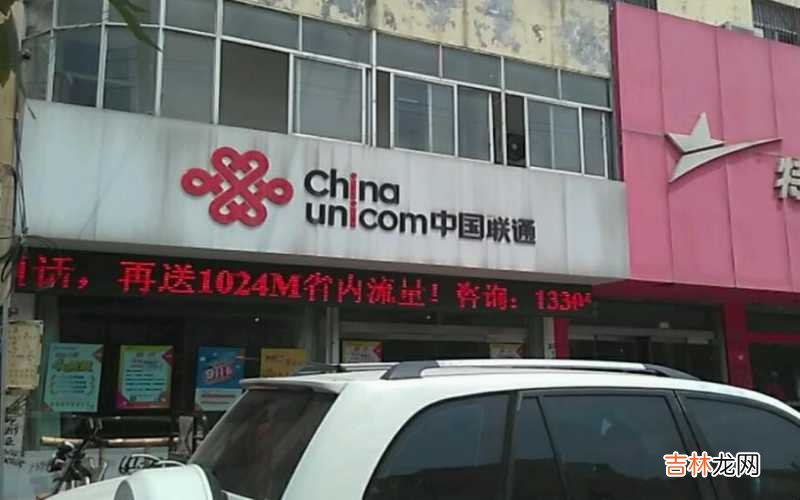 China
unicom中国联通
话，再送1024M省内流量！咨询：1330
特
吉林龙网